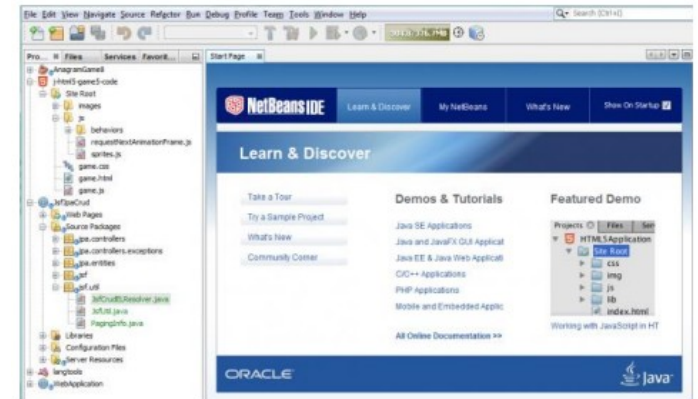 File Edit View Navigate Source Refactor Run Debug Profile Team Tools Window Help
Search (Ctrl+I)
Pro... Files Services Favorit...
AnagramGame8
j-html5-game5-code
Site Root
images
js
behaviors
requestNextAnimationFrame.js
sprites.js
game.css
game.html
game.js
JsfJpaCrud
Web Pages
Source Packages
jpa.controllers
jpa.controllers.exceptions
jpa.entities
jsf
jsf.util
JsfCrudELResolver.java
JsfUtil.java
PagingInfo.java
Libraries
Configuration Files
Server Resources
langtools
WebApplication
Start Page
NetBeans IDE
Learn & Discover
My NetBeans
What's New
Show On Startup
Learn & Discover
Take a Tour
Try a Sample Project
What's New
Community Corner
Demos & Tutorials
Java SE Applications
Java and JavaFX GUI Applicat
Java EE & Java Web Applicati
C/C++ Applications
PHP Applications
Mobile and Embedded Applic
All Online Documentation >>
Featured Demo
Projects Files Serv
HTML5Application
Site Root
css
img
js
lib
index.html
Working with JavaScript in HT
ORACLE
Java